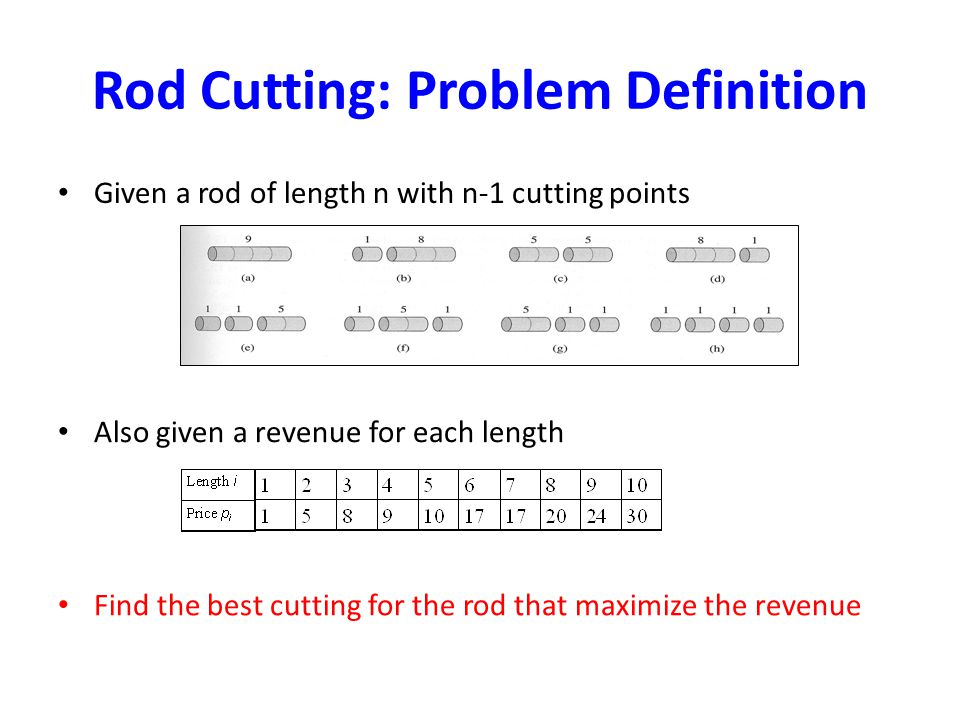 Rod Cutting: Problem Definition
• Given a rod of length n with n-1 cutting points
9 1 8 5 5 8 1
(a) (b) (c) (d)
1 1 5 1 5 1 5 1 1 1 1 1 1
(e) (f) (g) (h)
• Also given a revenue for each length
Length i 1 2 3 4 5 6 7 8 9 10
Price pi 1 5 8 9 10 17 17 20 24 30
• Find the best cutting for the rod that maximize the revenue